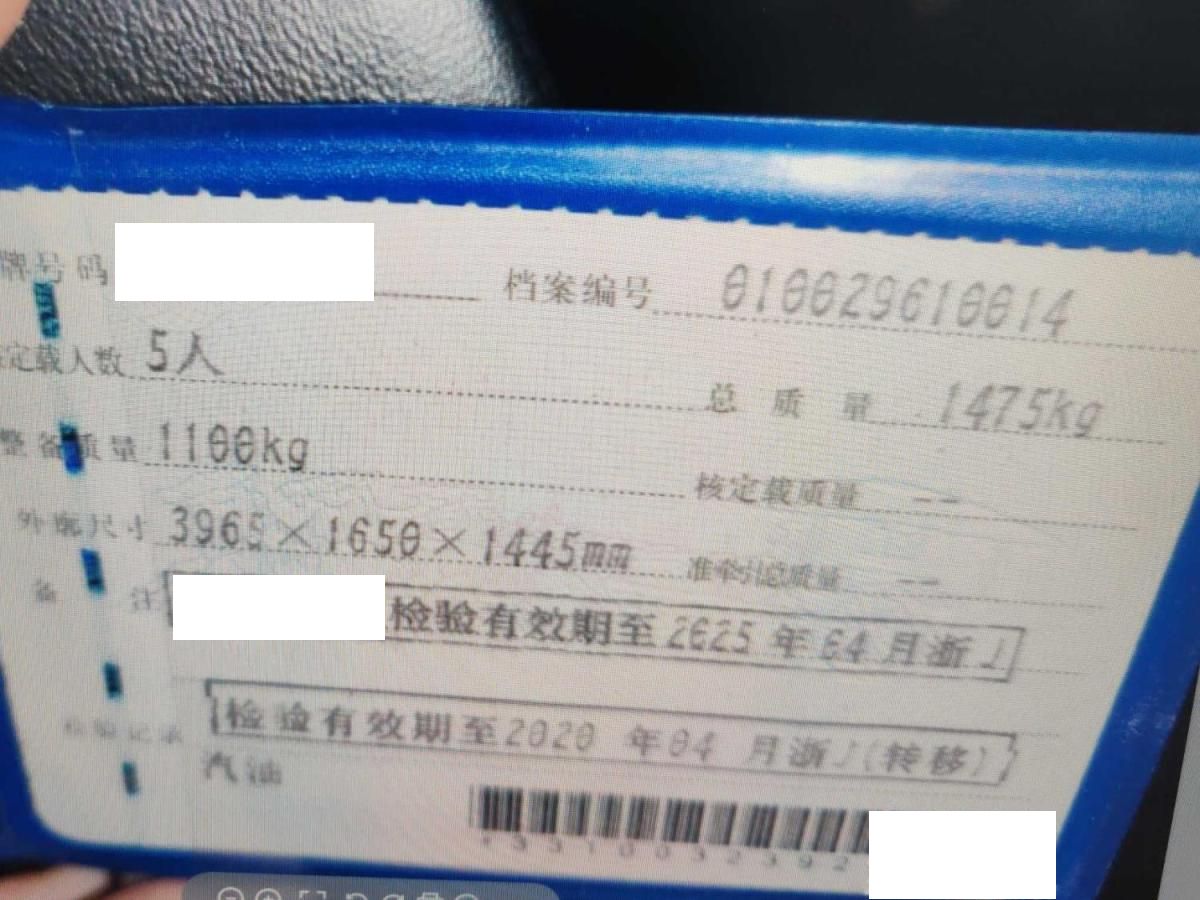 牌号码 档案编号 010029610014
定载人数 5人 总质量 1475kg
整备质量 1100kg 核定载质量 --
外廓尺寸 3965×1650×1445mm 准牵引总质量 --
备注 检验有效期至2025年04月浙J
检验有效期至2020年04月浙J(转移)
检验记录
汽油